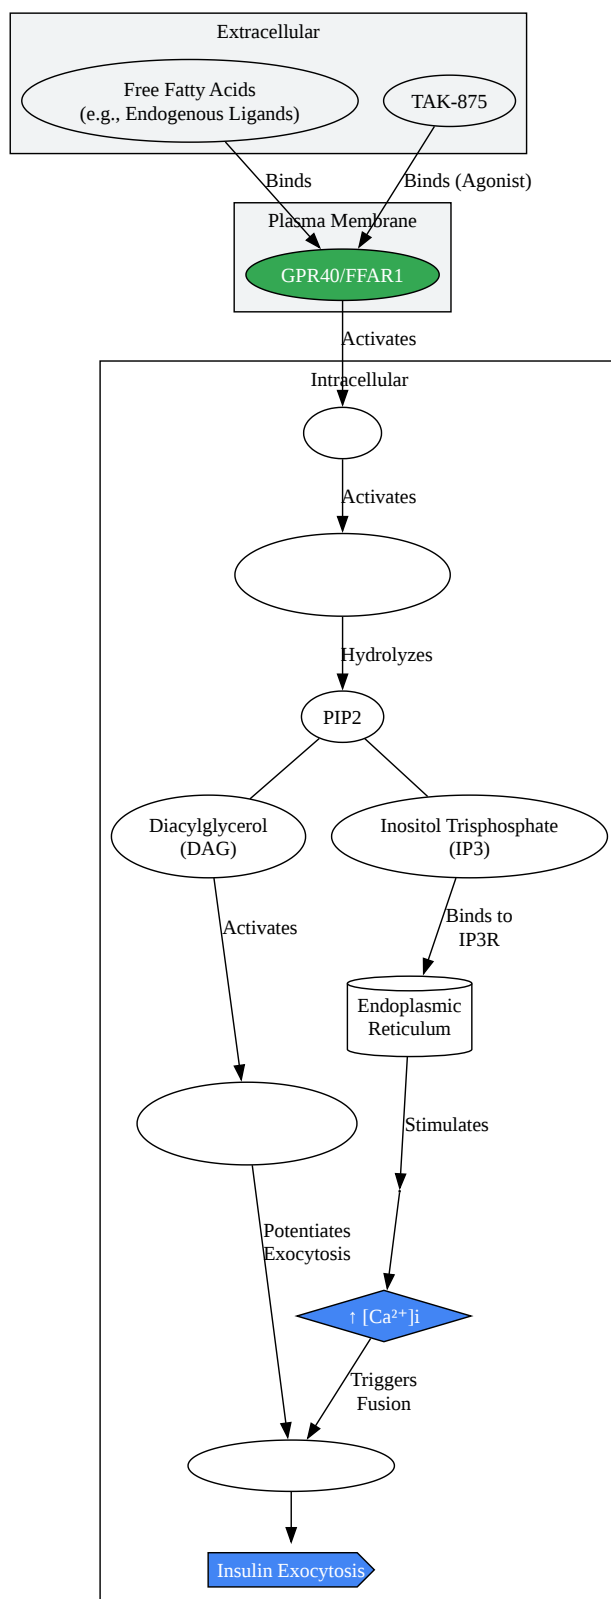 Extracellular
Free Fatty Acids
(e.g., Endogenous Ligands)
TAK-875
Binds
Binds (Agonist)
Plasma Membrane
GPR40/FFAR1
Activates
Intracellular
Activates
Hydrolyzes
PIP2
Diacylglycerol
(DAG)
Inositol Trisphosphate
(IP3)
Activates
Binds to
IP3R
Endoplasmic
Reticulum
Stimulates
Potentiates
Exocytosis
↑ [Ca²⁺]i
Triggers
Fusion
Insulin Exocytosis